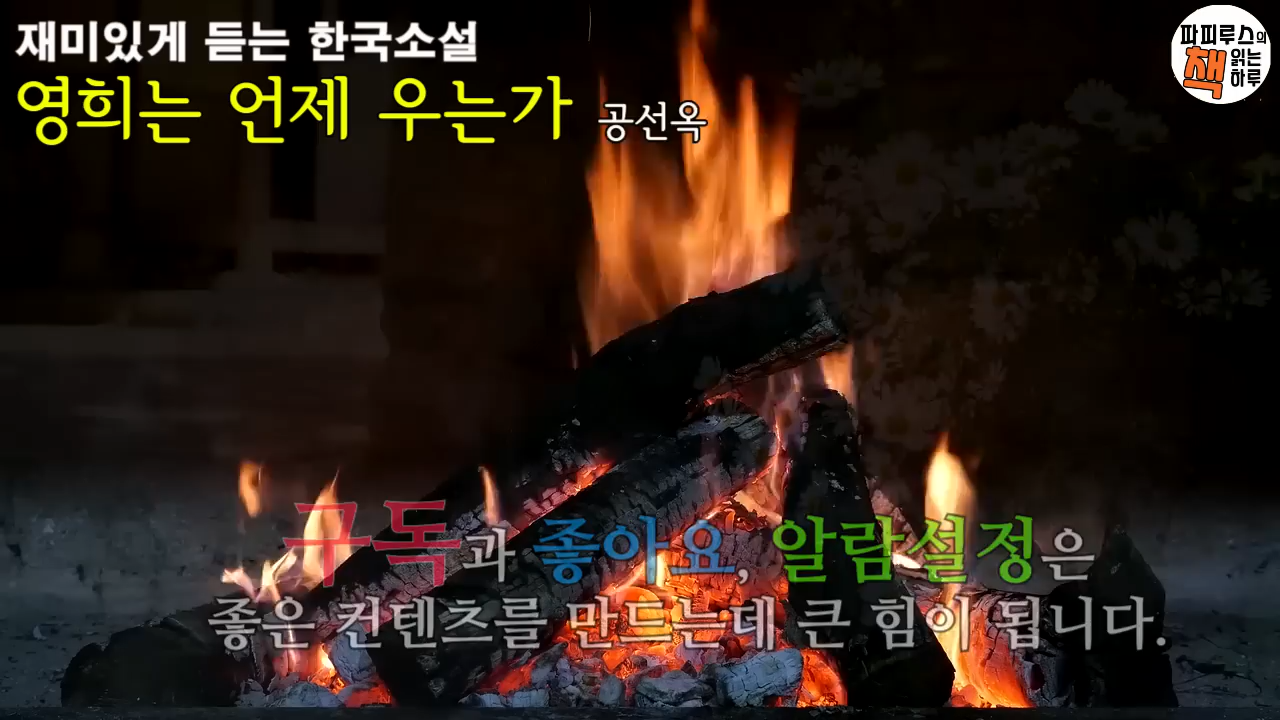 재미있게 듣는 한국소설
영희는 언제 우는가 공선옥
파피루스의
책 읽는
하루
구독과 좋아요, 알람설정은
좋은 컨텐츠를 만드는데 큰 힘이 됩니다.